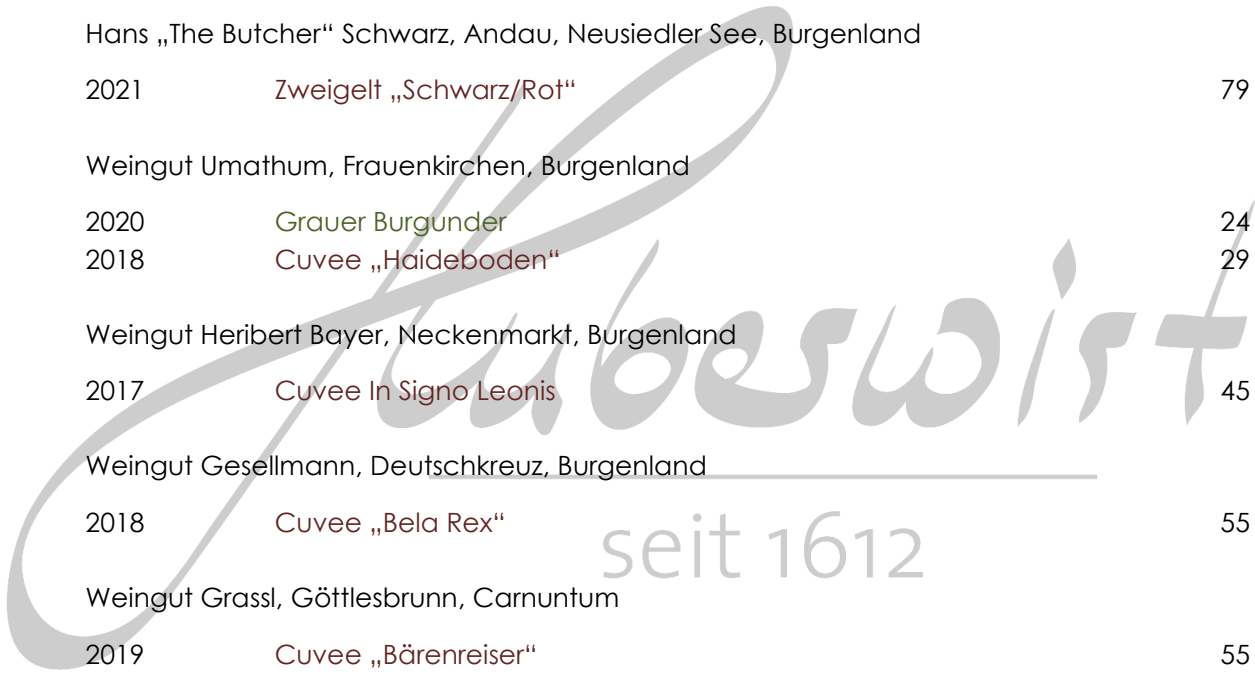 Hans „The Butcher“ Schwarz, Andau, Neusiedler See, Burgenland
2021 Zweigelt „Schwarz/Rot“ 79
Weingut Umathum, Frauenkirchen, Burgenland
2020 Grauer Burgunder 24
2018 Cuvee „Haideboden“ 29
Weingut Heribert Bayer, Neckenmarkt, Burgenland
2017 Cuvee In Signo Leonis 45
Weingut Gesellmann, Deutschkreuz, Burgenland
2018 Cuvee „Bela Rex“ 55
Weingut Grassl, Göttlesbrunn, Carnuntum
2019 Cuvee „Bärenreiser“ 55
Hubeswirt
seit 1612